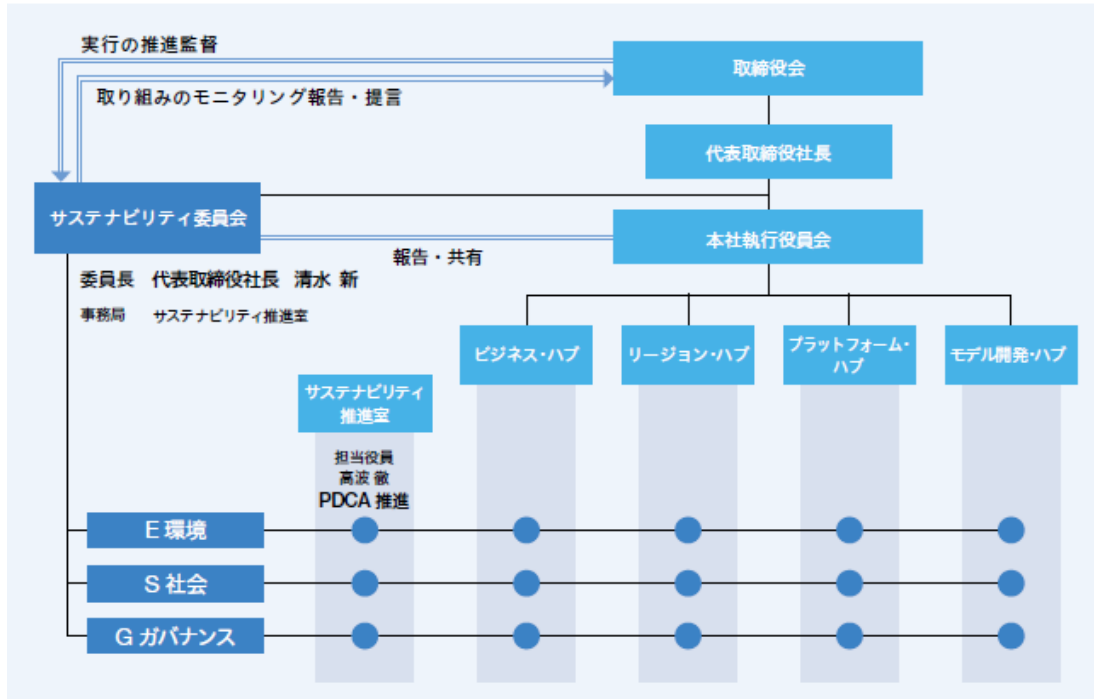 実行の推進監督
取締役会
取り組みのモニタリング報告・提言
代表取締役社長
サステナビリティ委員会
本社執行役員会
報告・共有
委員長 代表取締役社長 清水 新
事務局 サステナビリティ推進室
ビジネス・ハブ
リージョン・ハブ
プラットフォーム・
ハブ
モデル開発・ハブ
サステナビリティ
推進室
担当役員
高波 徹
PDCA 推進
E 環境
S 社会
G ガバナンス